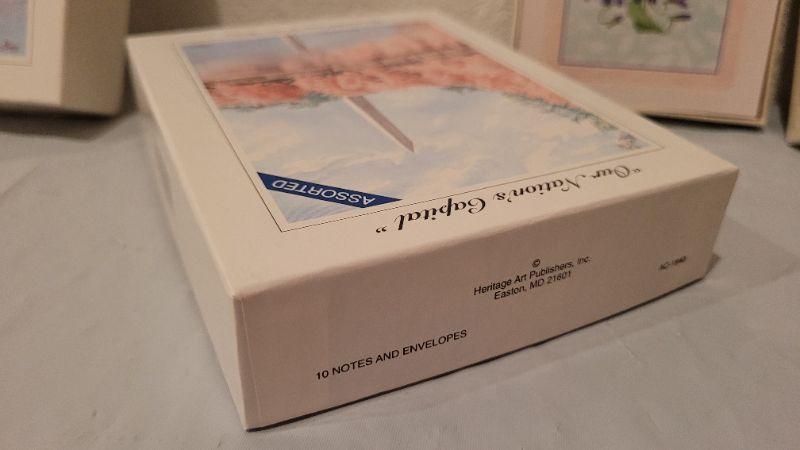 ASSORTED
"Our Nation's Capital"
©
Heritage Art Publishers, Inc.
Easton, MD 21601
10 NOTES AND ENVELOPES